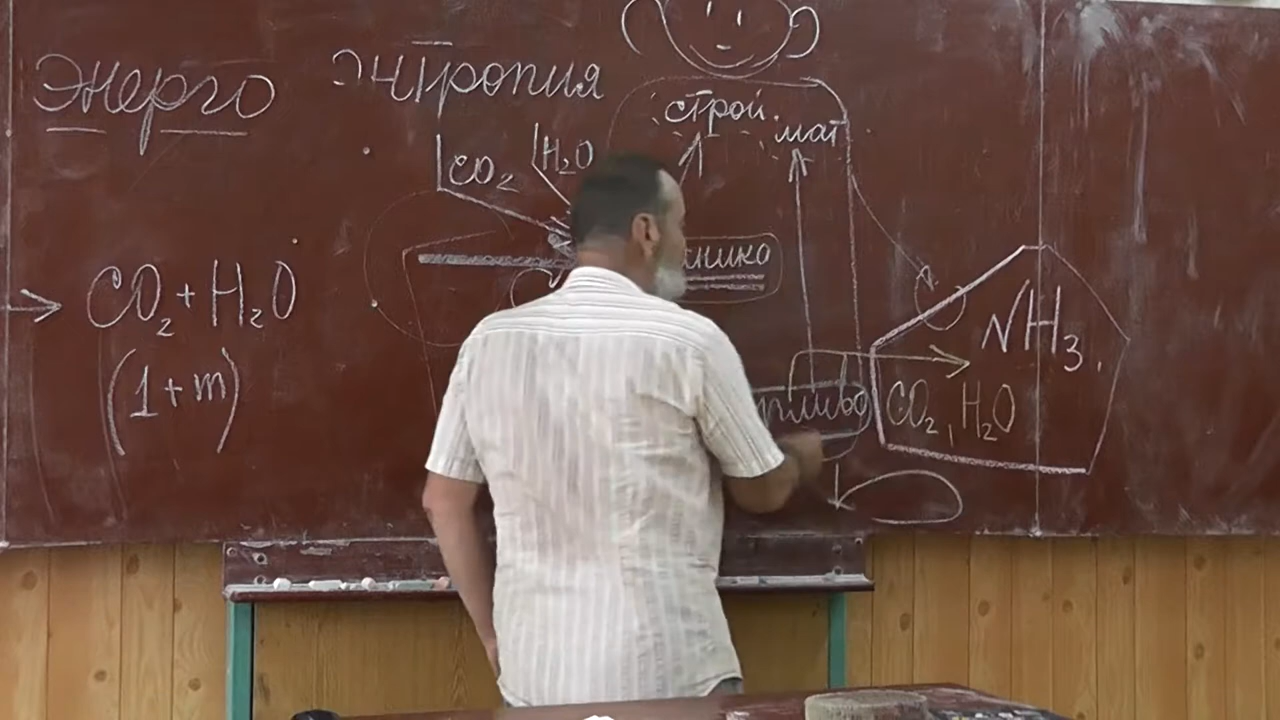 Энерго
энтропия
строй.
мат
CO₂
H₂O
CO₂ + H₂O
(1+m)
NH₃.
CO₂, H₂O